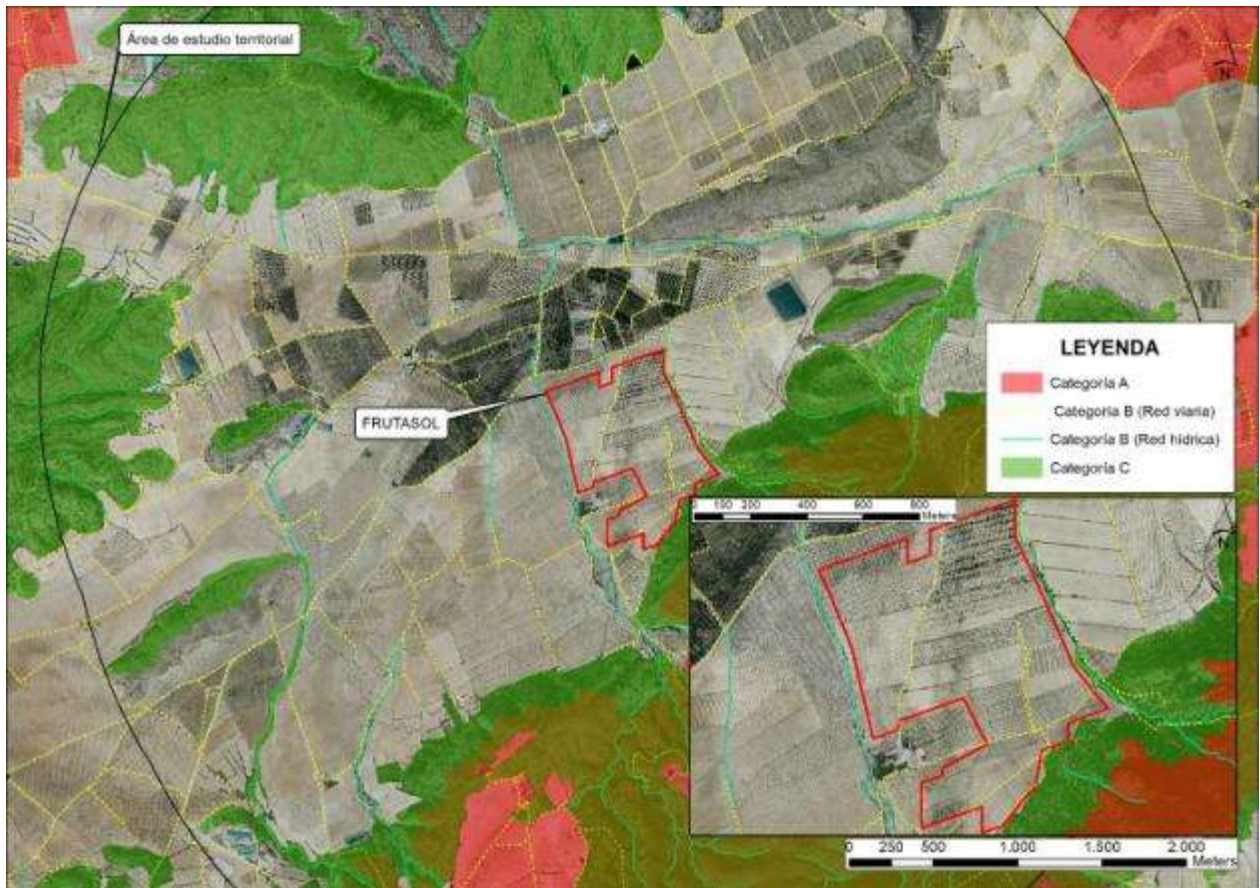 Área de estudio territorial
N
FRUTASOL
LEYENDA
Categoría A
Categoría B (Red viaria)
Categoría B (Red hídrica)
Categoría C
0 100 200 400 600 800
Meters
N
0 250 500 1.000 1.500 2.000
Meters